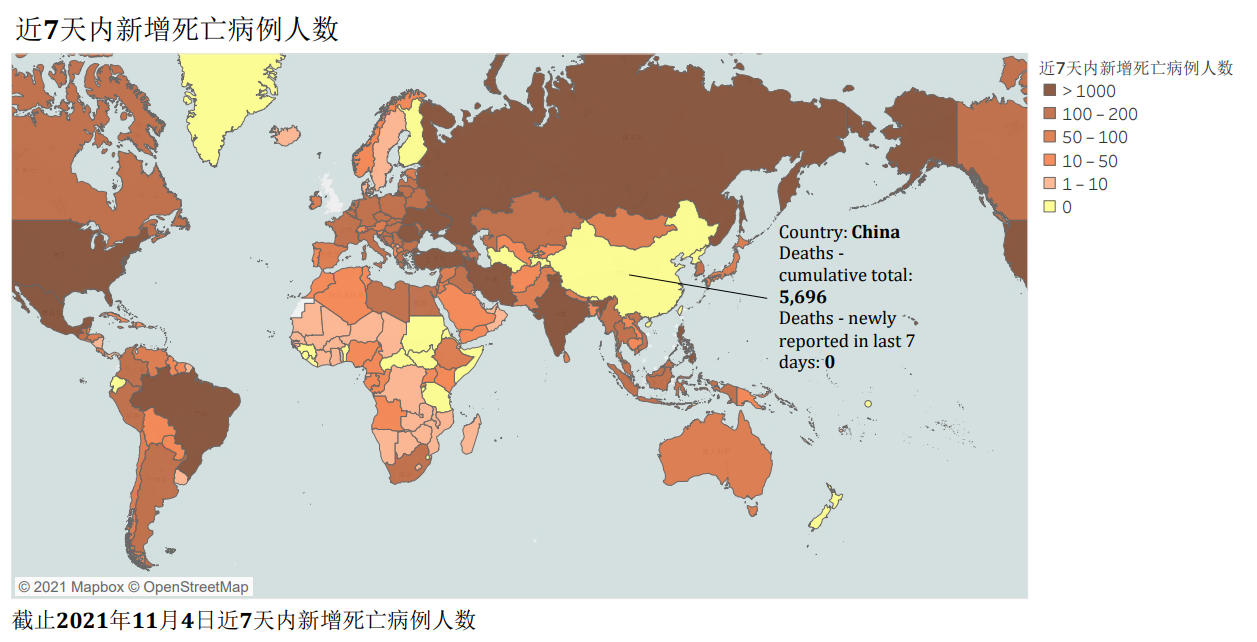 近7天内新增死亡病例人数
近7天内新增死亡病例人数
> 1000
100 – 200
50 – 100
10 – 50
1 – 10
0
Country: China
Deaths -
cumulative total:
5,696
Deaths - newly
reported in last 7
days: 0
© 2021 Mapbox © OpenStreetMap
截止2021年11月4日近7天内新增死亡病例人数